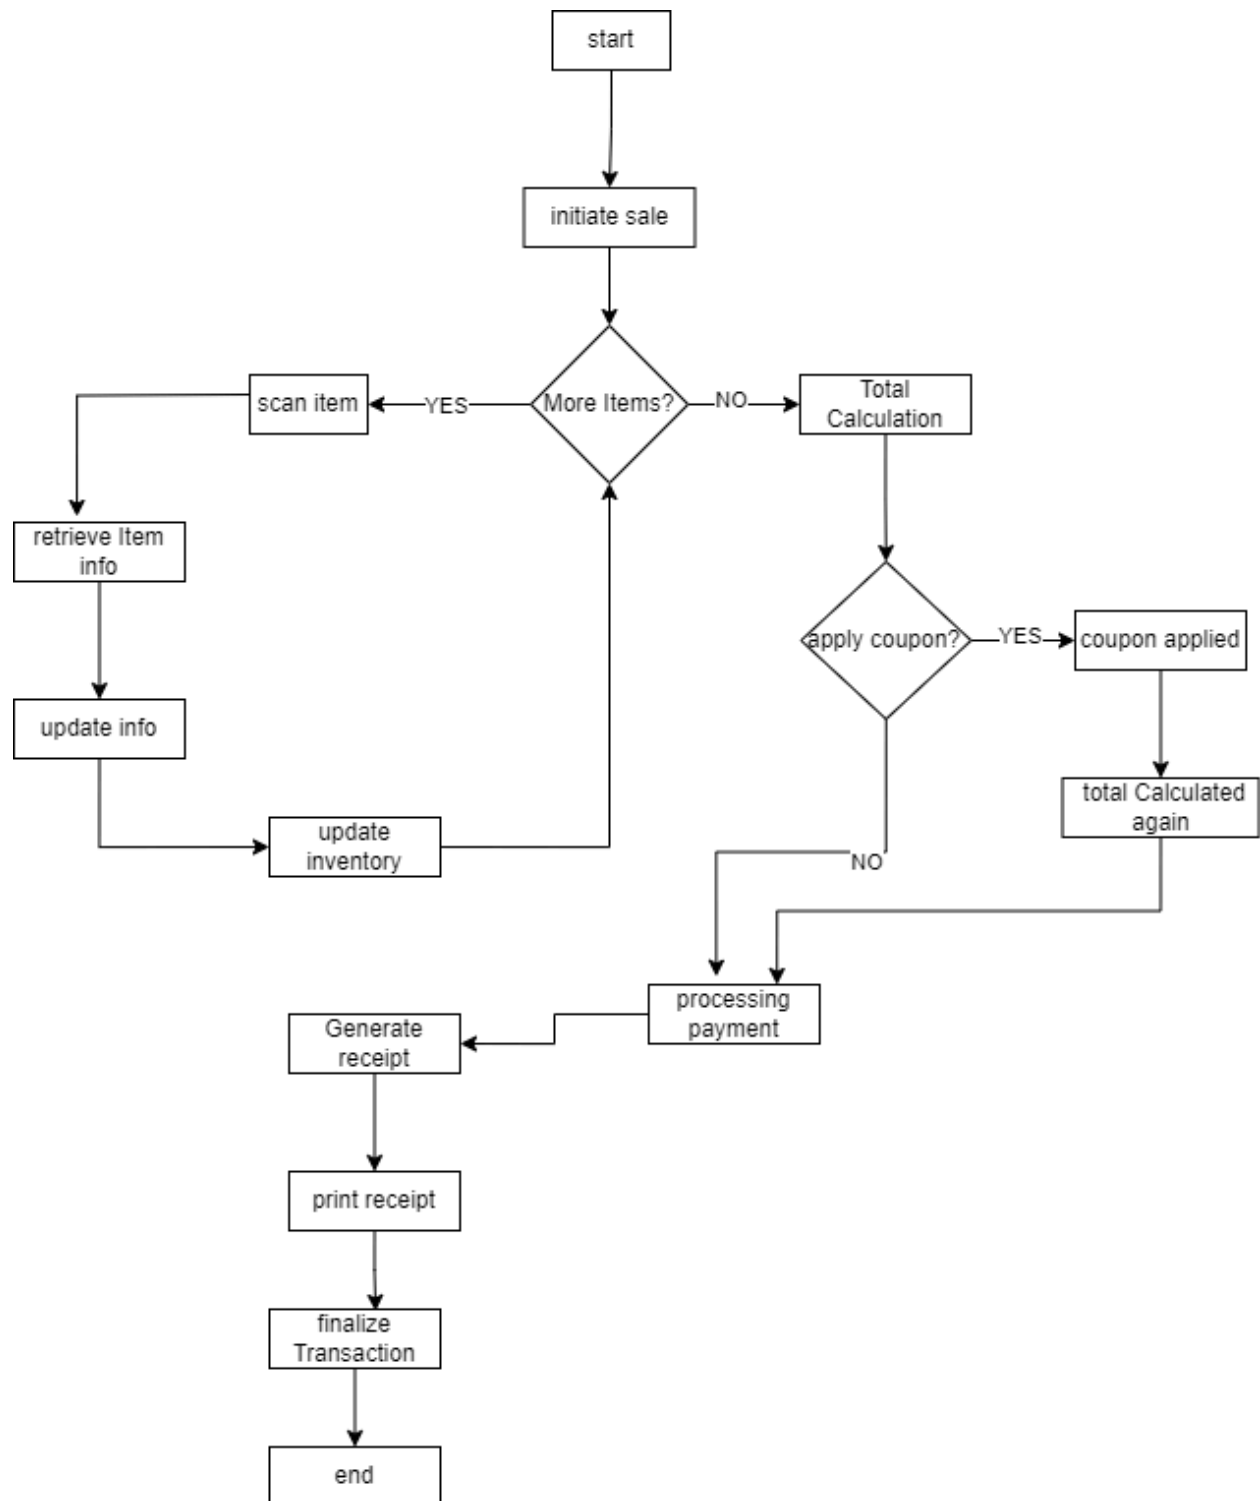 start
initiate sale
scan item
YES
More Items?
NO
Total
Calculation
retrieve Item
info
apply coupon?
YES
coupon applied
update info
total Calculated
again
update
inventory
NO
processing
payment
Generate
receipt
print receipt
finalize
Transaction
end